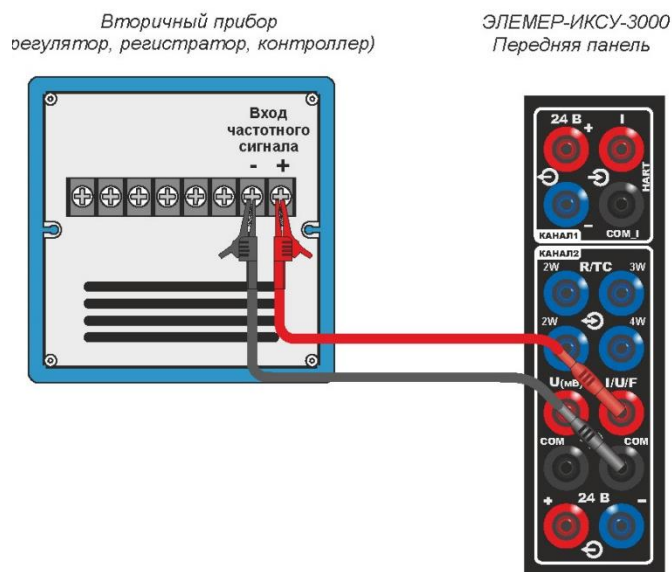 Вторичный прибор
регулятор, регистратор, контроллер)
ЭЛЕМЕР-ИКСУ-3000
Передняя панель
Вход
частотного
сигнала
- +
24 В + I
HART
− COM_I
КАНАЛ1
КАНАЛ2
2W R/TC 3W
2W 4W
U(мВ) I/U/F
COM COM
+ 24 В −